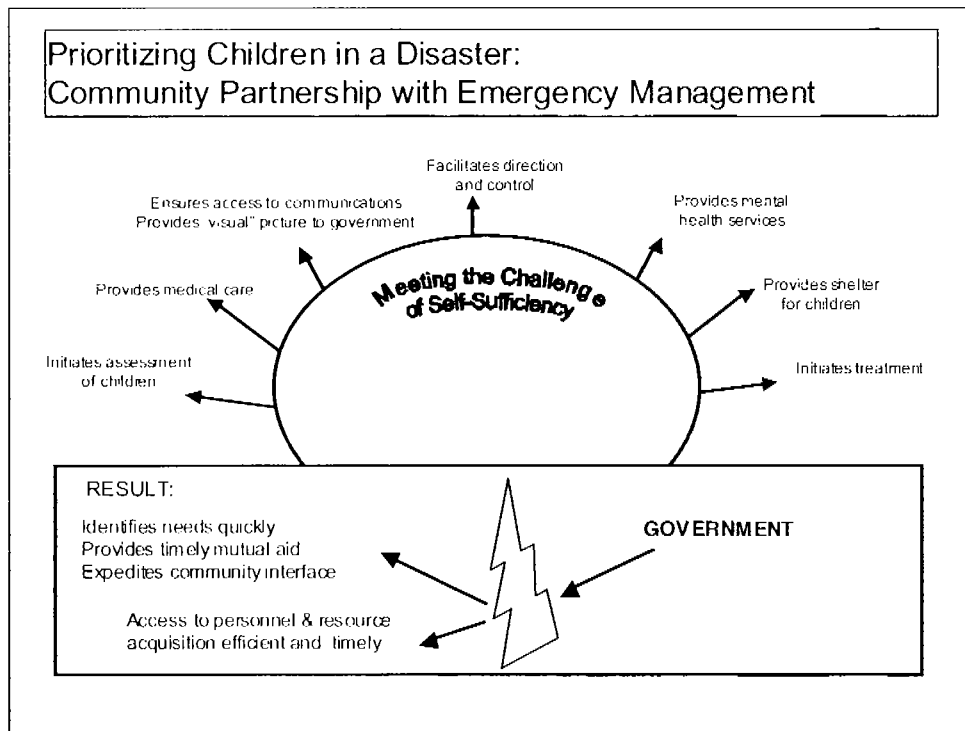 Prioritizing Children in a Disaster:
Community Partnership with Emergency Management
Facilitates direction
and control
Ensures access to communications
Provides "visual" picture to government
Provides mental
health services
Meeting the Challenge
of Self-Sufficiency
Provides medical care
Provides shelter
for children
Initiates assessment
of children
Initiates treatment
RESULT:
Identifies needs quickly
Provides timely mutual aid
Expedites community interface
GOVERNMENT
Access to personnel & resource
acquisition efficient and timely